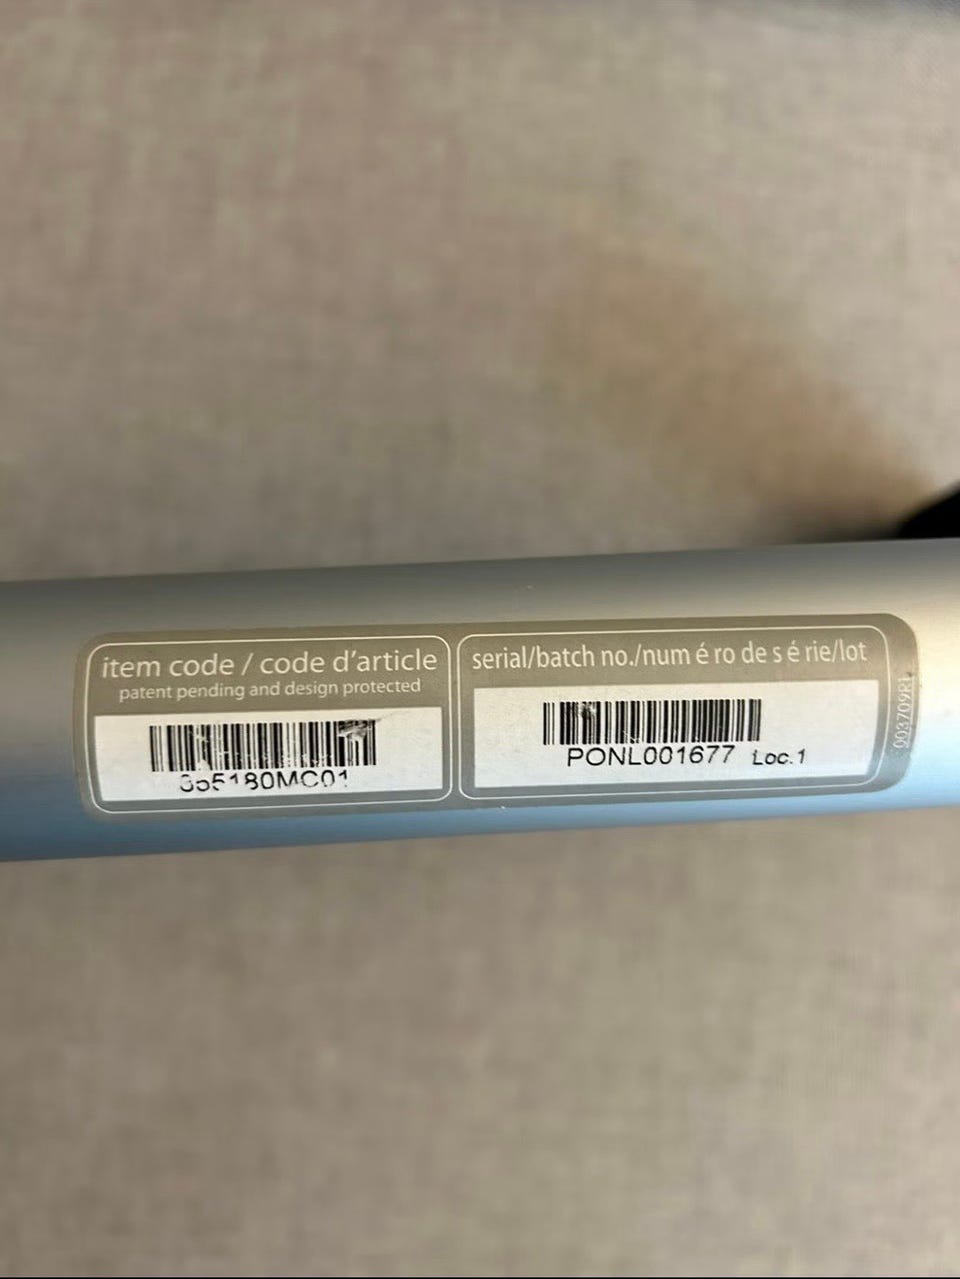 item code / code d'article
patent pending and design protected
355180MC01
serial/batch no./num é ro de s é rie/lot
PONL001677 Loc.1
003709R1